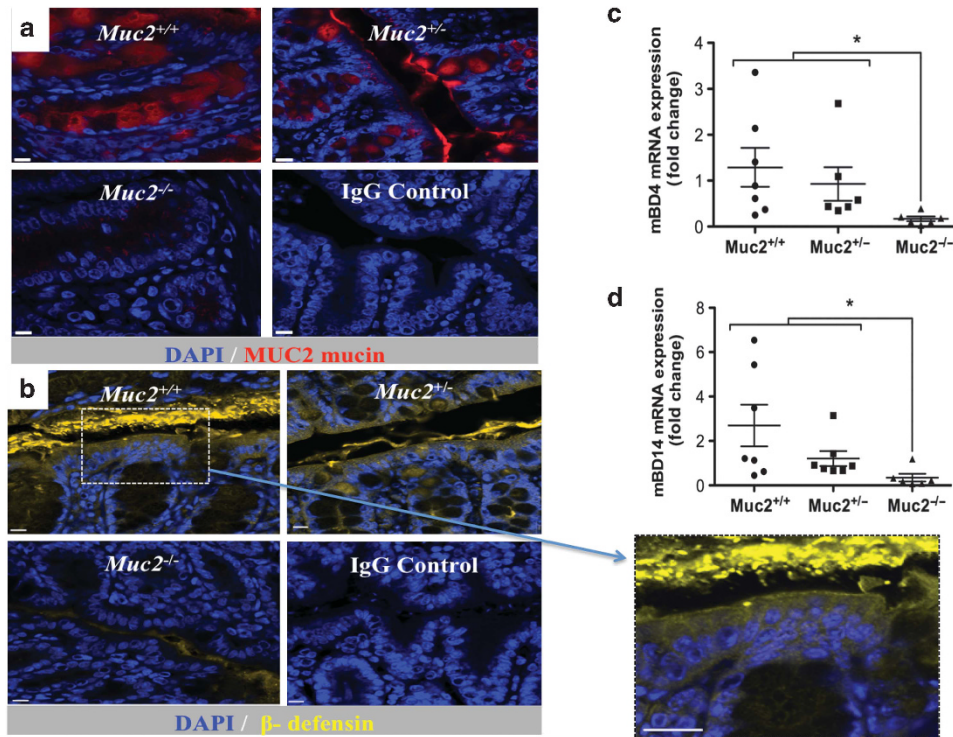 a
Muc2+/+
Muc2+/-
Muc2-/-
IgG Control
DAPI / MUC2 mucin
b
Muc2+/+
Muc2+/-
Muc2-/-
IgG Control
DAPI / β- defensin
c
mBD4 mRNA expression
(fold change)
4
3
2
1
0
*
Muc2+/+ Muc2+/– Muc2–/–
d
mBD14 mRNA expression
(fold change)
8
6
4
2
0
*
Muc2+/+ Muc2+/– Muc2–/–